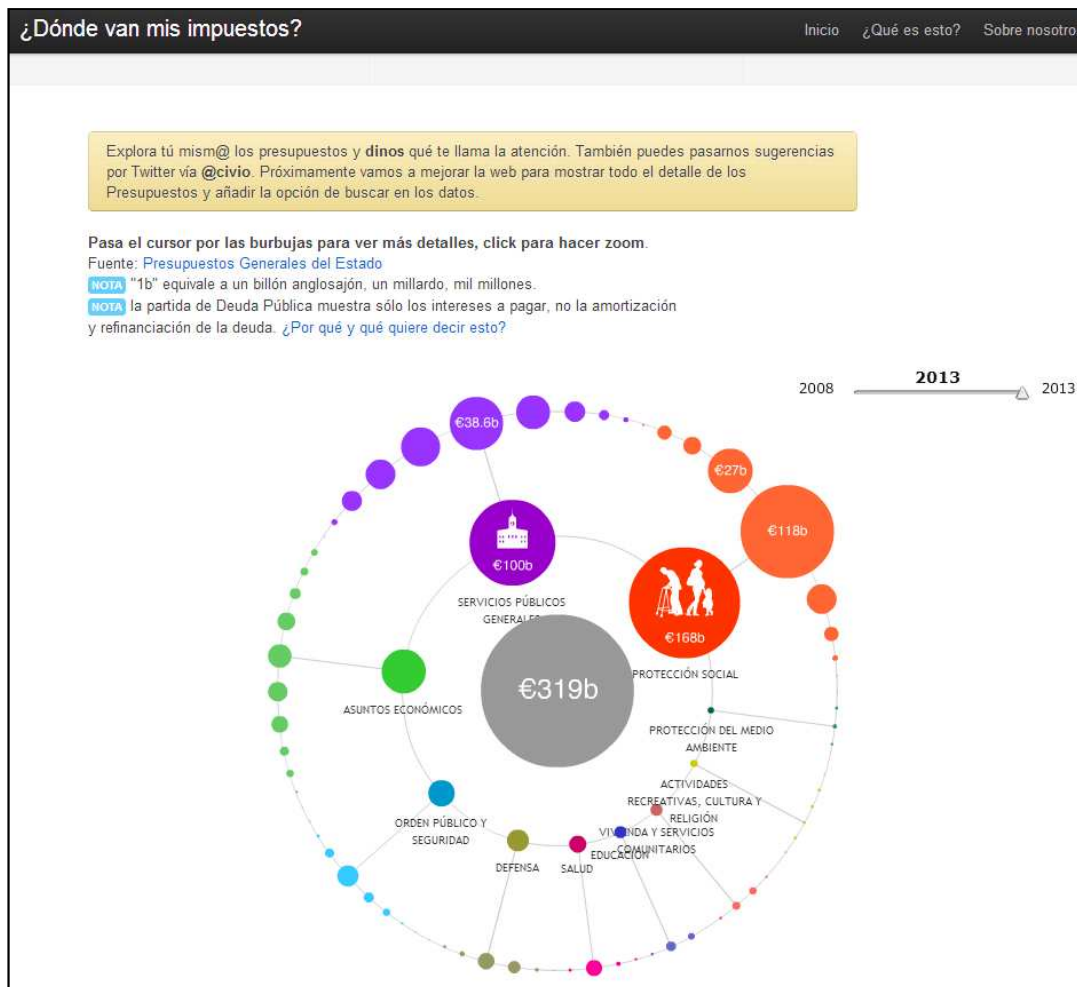 ¿Dónde van mis impuestos?
Inicio ¿Qué es esto? Sobre nosotro
Explora tú mism@ los presupuestos y dinos qué te llama la atención. También puedes pasarnos sugerencias
por Twitter vía @civio. Próximamente vamos a mejorar la web para mostrar todo el detalle de los
Presupuestos y añadir la opción de buscar en los datos.
Pasa el cursor por las burbujas para ver más detalles, click para hacer zoom.
Fuente: Presupuestos Generales del Estado
NOTA "1b" equivale a un billón anglosajón, un millardo, mil millones.
NOTA la partida de Deuda Pública muestra sólo los intereses a pagar, no la amortización
y refinanciación de la deuda. ¿Por qué y qué quiere decir esto?
2008 2013 2013
€38.6b
€27b
€118b
€100b
SERVICIOS PÚBLICOS
GENERALES
€168b
PROTECCIÓN SOCIAL
€319b
ASUNTOS ECONÓMICOS
PROTECCIÓN DEL MEDIO
AMBIENTE
ACTIVIDADES
RECREATIVAS, CULTURA Y
RELIGIÓN
ORDEN PÚBLICO Y
SEGURIDAD
VIVIENDA Y SERVICIOS
COMUNITARIOS
EDUCACIÓN
DEFENSA
SALUD